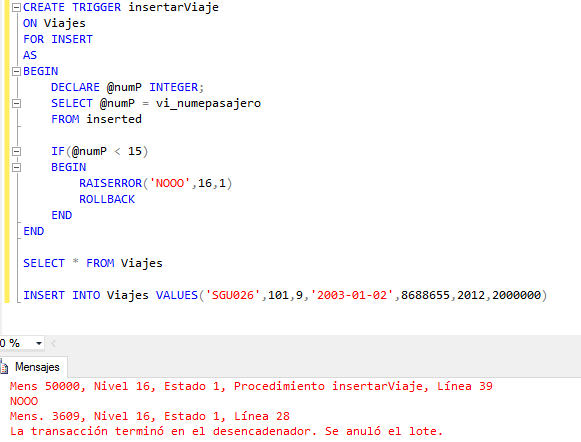 CREATE TRIGGER insertarViaje
ON Viajes
FOR INSERT
AS
BEGIN
DECLARE @numP INTEGER;
SELECT @numP = vi_numepasajero
FROM inserted
IF(@numP < 15)
BEGIN
RAISERROR('NOOO',16,1)
ROLLBACK
END
END
SELECT * FROM Viajes
INSERT INTO Viajes VALUES('SGU026',101,9,'2003-01-02',8688655,2012,2000000)
0 %
Mensajes
Mens 50000, Nivel 16, Estado 1, Procedimiento insertarViaje, Línea 39
NOOO
Mens. 3609, Nivel 16, Estado 1, Línea 28
La transacción terminó en el desencadenador. Se anuló el lote.